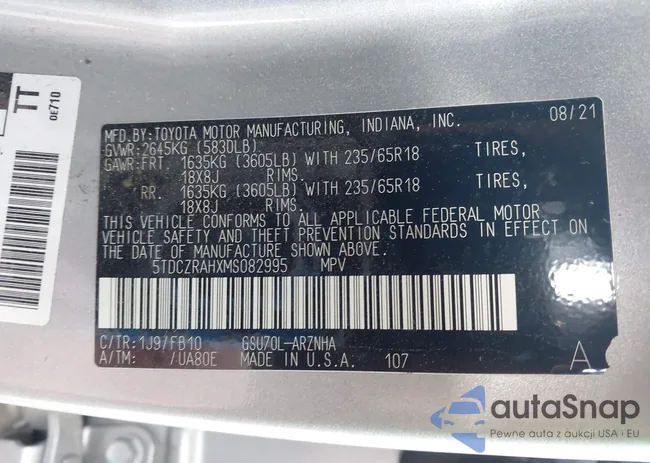 TT
0E710
MFD.BY:TOYOTA MOTOR MANUFACTURING, INDIANA, INC. 08/21
GVWR:2645KG (5830LB)
GAWR:FRT. 1635KG (3605LB) WITH 235/65R18 TIRES,
18X8J RIMS.
RR. 1635KG (3605LB) WITH 235/65R18 TIRES,
18X8J RIMS.
THIS VEHICLE CONFORMS TO ALL APPLICABLE FEDERAL MOTOR
VEHICLE SAFETY AND THEFT PREVENTION STANDARDS IN EFFECT ON
THE DATE OF MANUFACTURE SHOWN ABOVE.
5TDCZRAHXMS082995 MPV
C/TR:1J9/FB10 GSU70L-ARZNHA
A/TM: /UA80E MADE IN U.S.A. 107 A
autaSnap
Pewne auta z aukcji USA i EU